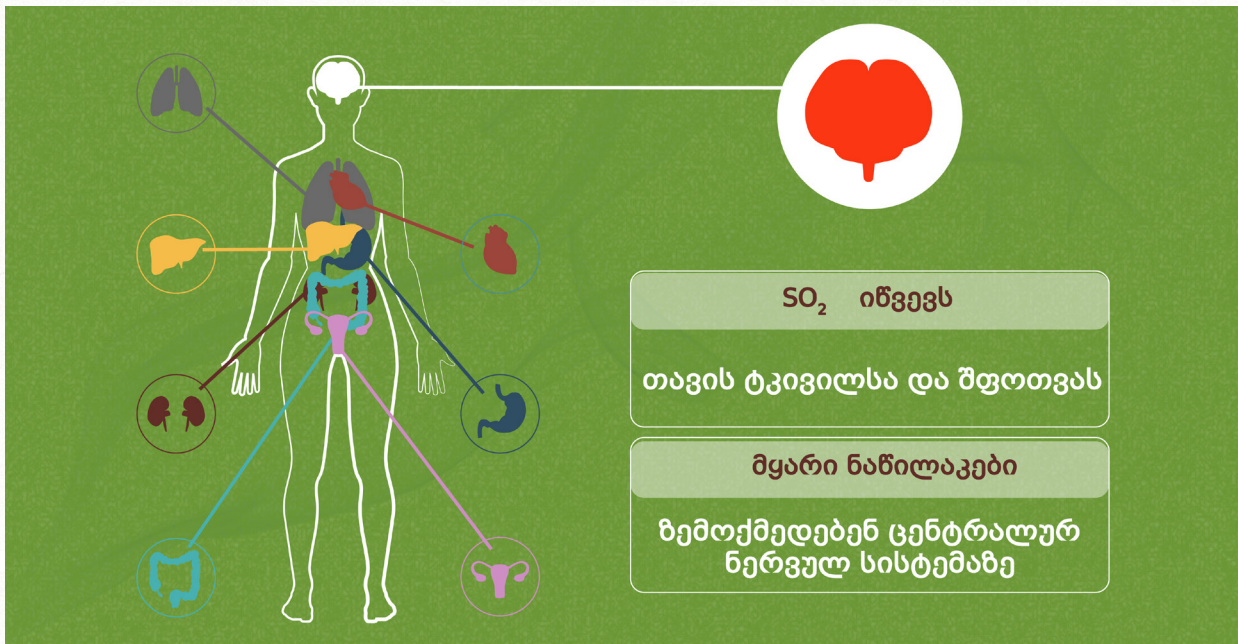 SO₂ იწვევს
თავის ტკივილსა და შფოთვას
მყარი ნაწილაკები
ზემოქმედებენ ცენტრალურ
ნერვულ სისტემაზე